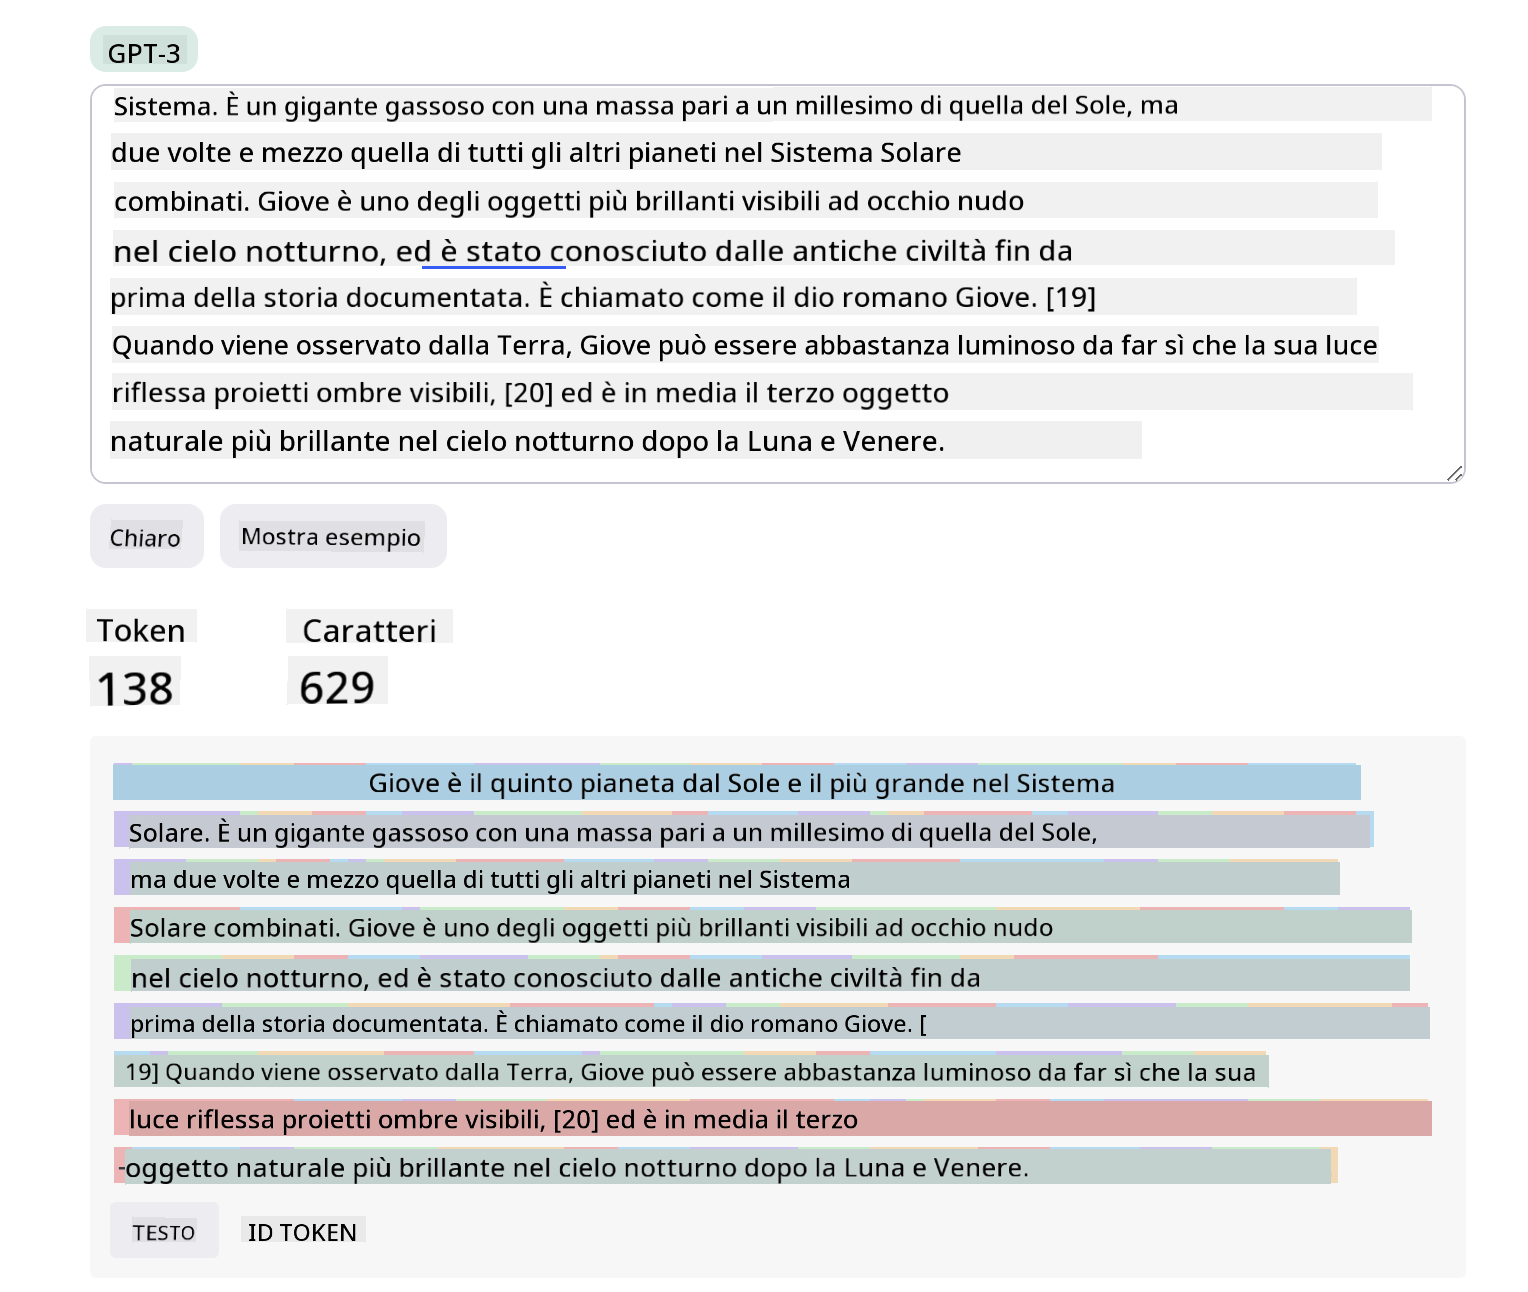 GPT-3
Sistema. È un gigante gassoso con una massa pari a un millesimo di quella del Sole, ma
due volte e mezzo quella di tutti gli altri pianeti nel Sistema Solare
combinati. Giove è uno degli oggetti più brillanti visibili ad occhio nudo
nel cielo notturno, ed è stato conosciuto dalle antiche civiltà fin da
prima della storia documentata. È chiamato come il dio romano Giove. [19]
Quando viene osservato dalla Terra, Giove può essere abbastanza luminoso da far sì che la sua luce
riflessa proietti ombre visibili, [20] ed è in media il terzo oggetto
naturale più brillante nel cielo notturno dopo la Luna e Venere.
Chiaro Mostra esempio
Token Caratteri
138 629
Giove è il quinto pianeta dal Sole e il più grande nel Sistema
Solare. È un gigante gassoso con una massa pari a un millesimo di quella del Sole,
ma due volte e mezzo quella di tutti gli altri pianeti nel Sistema
Solare combinati. Giove è uno degli oggetti più brillanti visibili ad occhio nudo
nel cielo notturno, ed è stato conosciuto dalle antiche civiltà fin da
prima della storia documentata. È chiamato come il dio romano Giove. [
19] Quando viene osservato dalla Terra, Giove può essere abbastanza luminoso da far sì che la sua
luce riflessa proietti ombre visibili, [20] ed è in media il terzo
-oggetto naturale più brillante nel cielo notturno dopo la Luna e Venere.
TESTO ID TOKEN